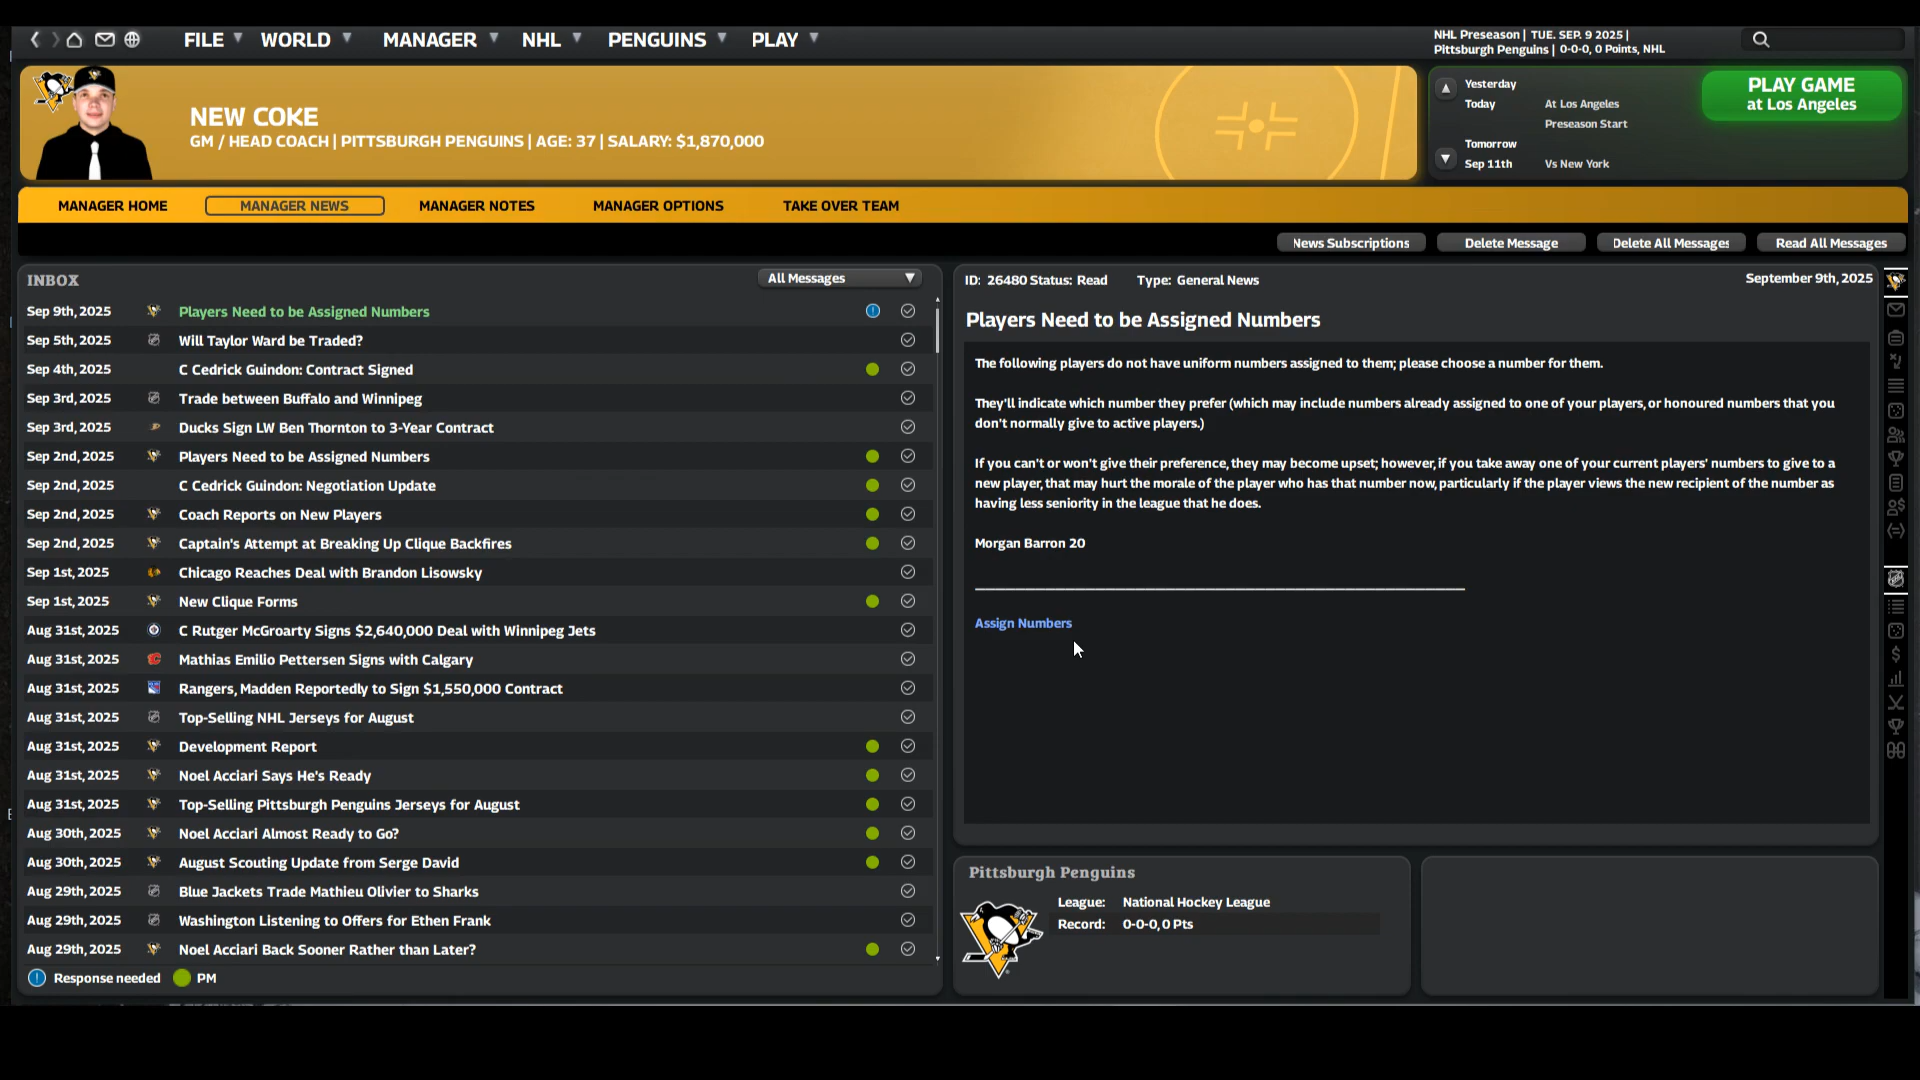 FILE WORLD MANAGER NHL PENGUINS PLAY
NHL Preseason | TUE. SEP. 9 2025 |
Pittsburgh Penguins | 0-0-0, 0 Points, NHL
NEW COKE
GM / HEAD COACH | PITTSBURGH PENGUINS | AGE: 37 | SALARY: $1,870,000
Yesterday
Today At Los Angeles
Preseason Start
Tomorrow
Sep 11th Vs New York
PLAY GAME
at Los Angeles
MANAGER HOME MANAGER NEWS MANAGER NOTES MANAGER OPTIONS TAKE OVER TEAM
News Subscriptions Delete Message Delete All Messages Read All Messages
INBOX All Messages
Sep 9th, 2025 Players Need to be Assigned Numbers
Sep 5th, 2025 Will Taylor Ward be Traded?
Sep 4th, 2025 C Cedrick Guindon: Contract Signed
Sep 3rd, 2025 Trade between Buffalo and Winnipeg
Sep 3rd, 2025 Ducks Sign LW Ben Thornton to 3-Year Contract
Sep 2nd, 2025 Players Need to be Assigned Numbers
Sep 2nd, 2025 C Cedrick Guindon: Negotiation Update
Sep 2nd, 2025 Coach Reports on New Players
Sep 2nd, 2025 Captain's Attempt at Breaking Up Clique Backfires
Sep 1st, 2025 Chicago Reaches Deal with Brandon Lisowsky
Sep 1st, 2025 New Clique Forms
Aug 31st, 2025 C Rutger McGroarty Signs $2,640,000 Deal with Winnipeg Jets
Aug 31st, 2025 Mathias Emilio Pettersen Signs with Calgary
Aug 31st, 2025 Rangers, Madden Reportedly to Sign $1,550,000 Contract
Aug 31st, 2025 Top-Selling NHL Jerseys for August
Aug 31st, 2025 Development Report
Aug 31st, 2025 Noel Acciari Says He's Ready
Aug 31st, 2025 Top-Selling Pittsburgh Penguins Jerseys for August
Aug 30th, 2025 Noel Acciari Almost Ready to Go?
Aug 30th, 2025 August Scouting Update from Serge David
Aug 29th, 2025 Blue Jackets Trade Mathieu Olivier to Sharks
Aug 29th, 2025 Washington Listening to Offers for Ethen Frank
Aug 29th, 2025 Noel Acciari Back Sooner Rather than Later?
Response needed PM
ID: 26480 Status: Read Type: General News September 9th, 2025
Players Need to be Assigned Numbers
The following players do not have uniform numbers assigned to them; please choose a number for them.
They'll indicate which number they prefer (which may include numbers already assigned to one of your players, or honoured numbers that you
don't normally give to active players.)
If you can't or won't give their preference, they may become upset; however, if you take away one of your current players' numbers to give to a
new player, that may hurt the morale of the player who has that number now, particularly if the player views the new recipient of the number as
having less seniority in the league that he does.
Morgan Barron 20
Assign Numbers
Pittsburgh Penguins
League: National Hockey League
Record: 0-0-0, 0 Pts